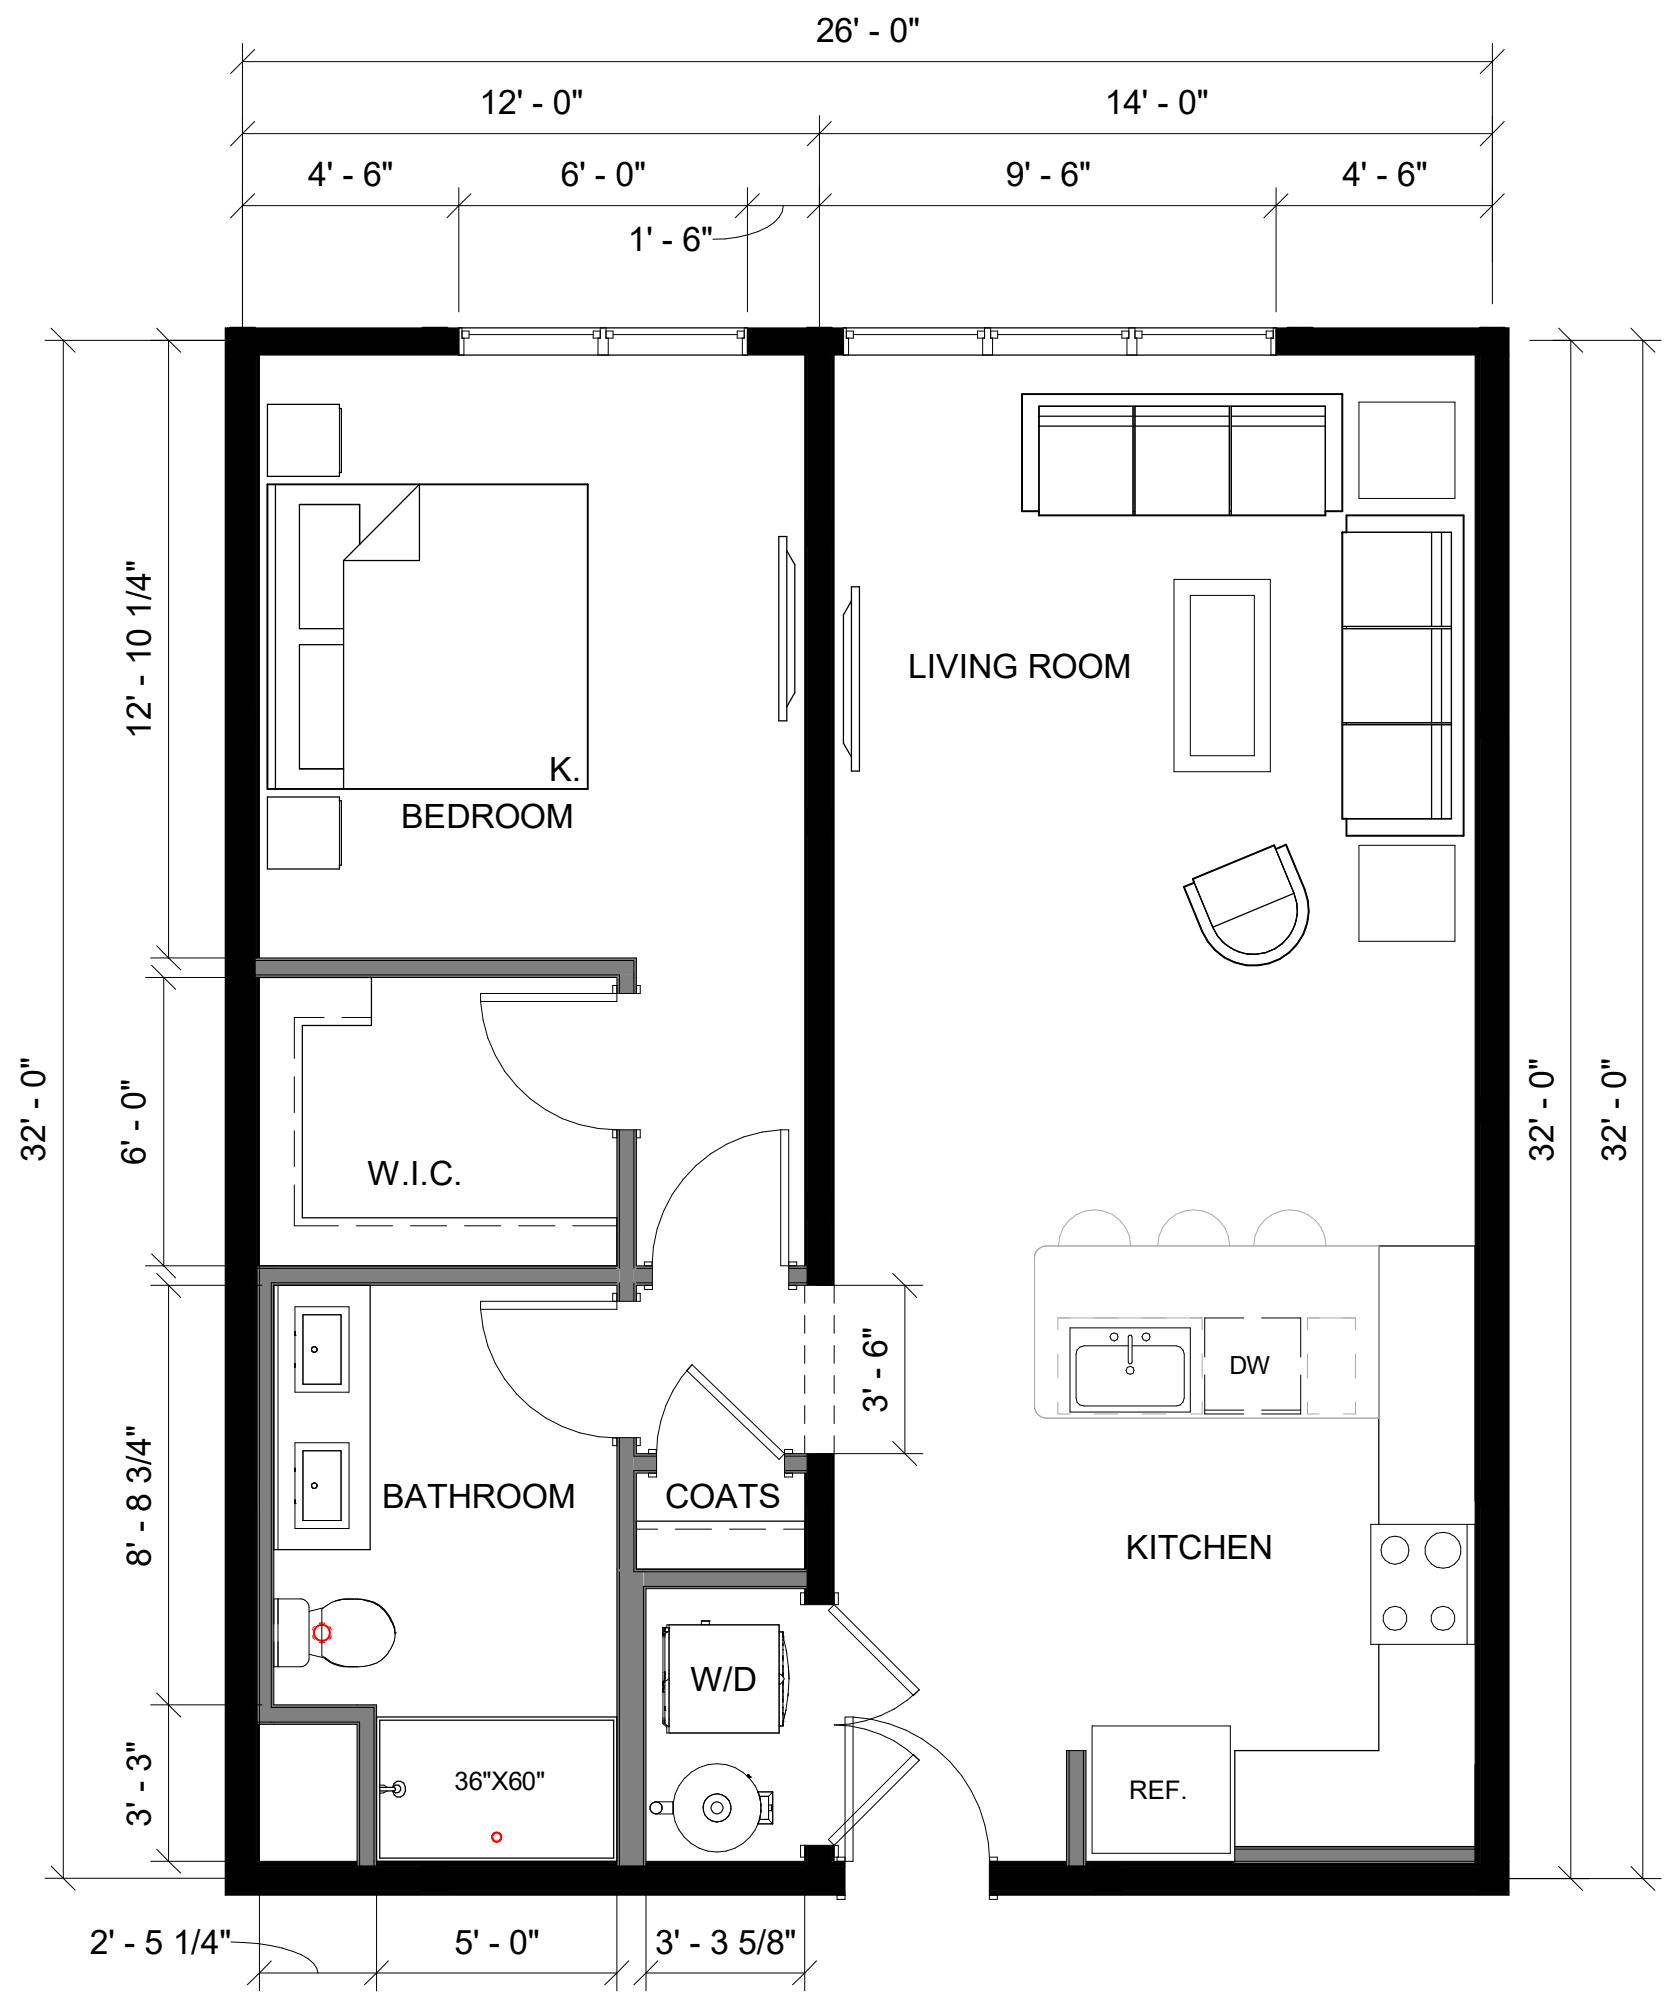 26' - 0"
12' - 0"
14' - 0"
4' - 6"
6' - 0"
9' - 6"
4' - 6"
1' - 6"
12' - 10 1/4"
LIVING ROOM
K.
BEDROOM
32' - 0"
6' - 0"
32' - 0"
32' - 0"
W.I.C.
3' - 6"
DW
8' - 8 3/4"
BATHROOM
COATS
KITCHEN
W/D
3' - 3"
36"X60"
REF.
2' - 5 1/4"
5' - 0"
3' - 3 5/8"